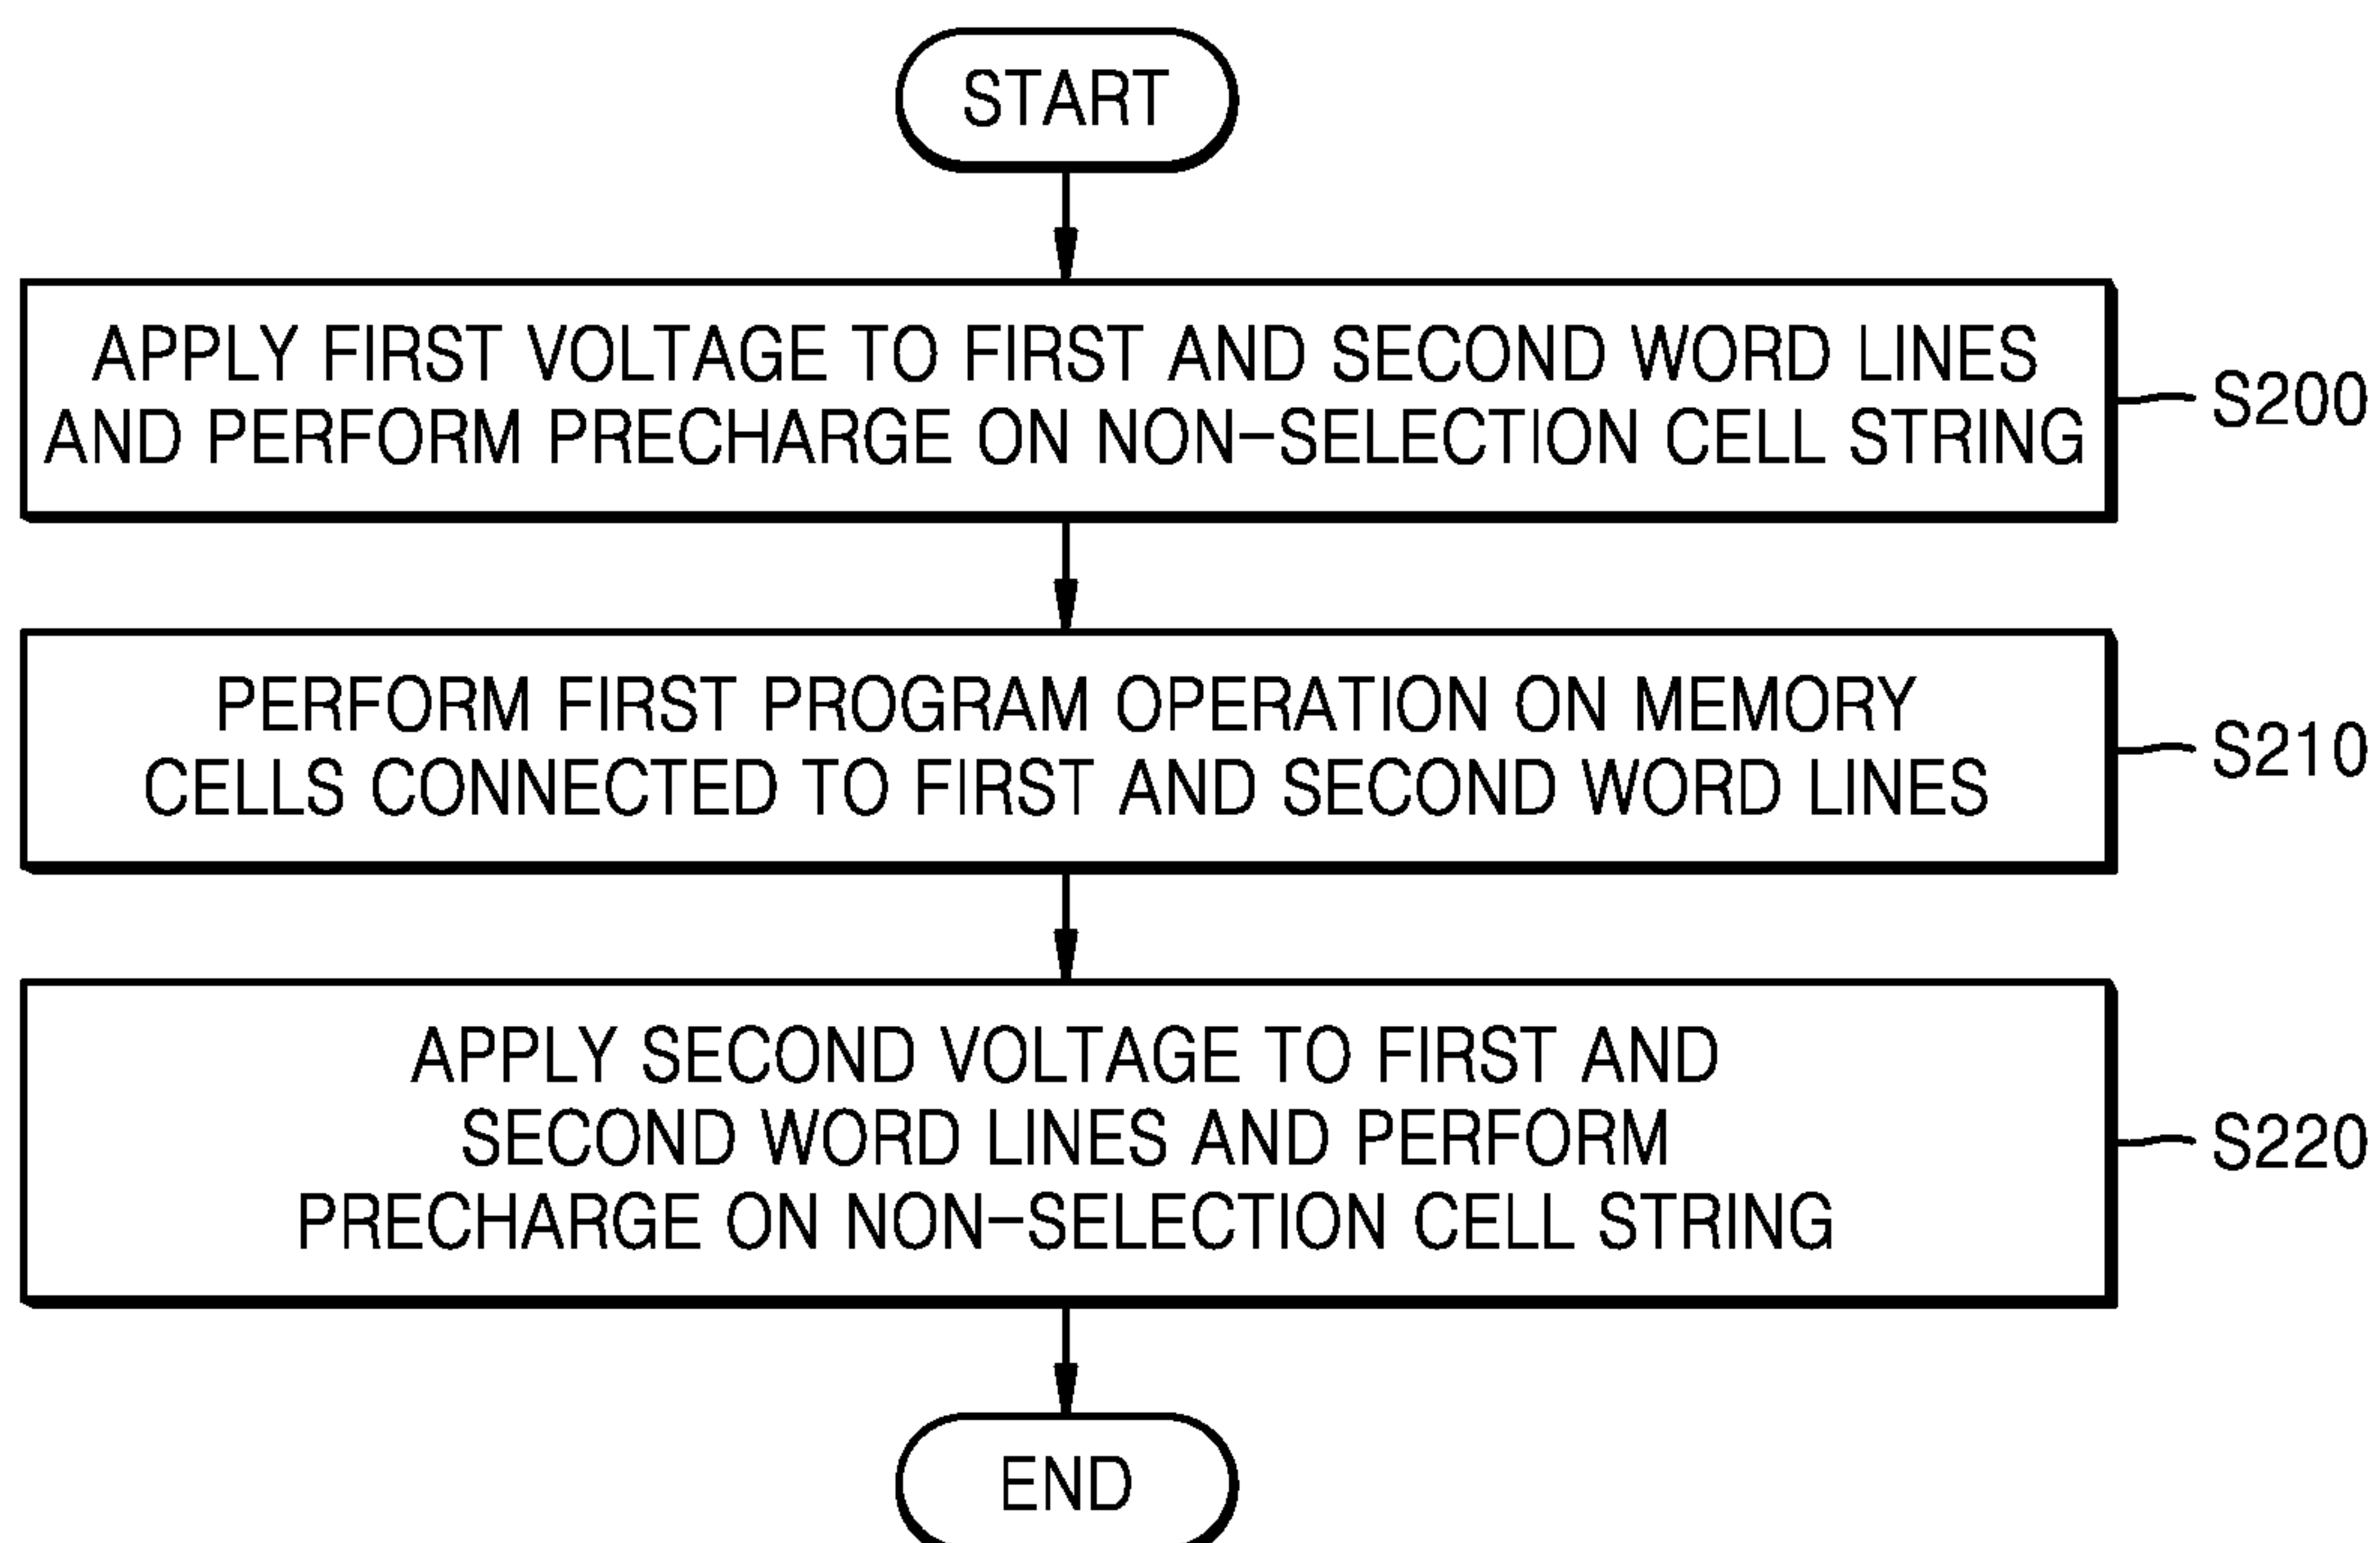 START
APPLY FIRST VOLTAGE TO FIRST AND SECOND WORD LINES
AND PERFORM PRECHARGE ON NON-SELECTION CELL STRING
S200
PERFORM FIRST PROGRAM OPERATION ON MEMORY
CELLS CONNECTED TO FIRST AND SECOND WORD LINES
S210
APPLY SECOND VOLTAGE TO FIRST AND
SECOND WORD LINES AND PERFORM
PRECHARGE ON NON-SELECTION CELL STRING
S220
END